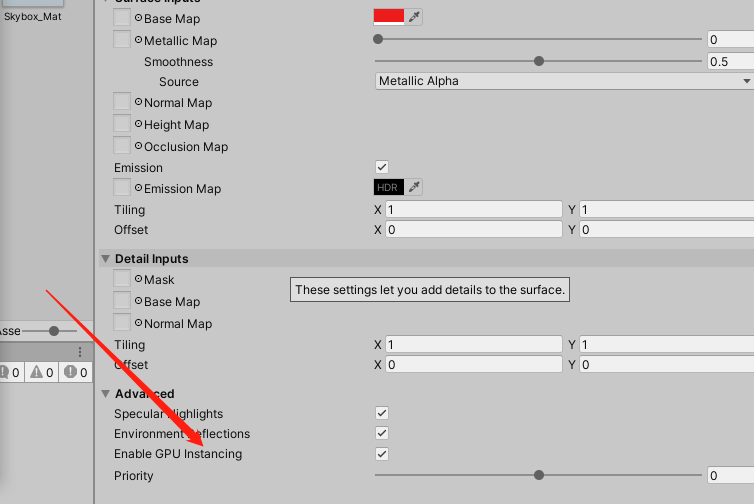 Surface Inputs
Skybox_Mat
Base Map
Metallic Map 0
Smoothness 0.5
Source Metallic Alpha
Normal Map
Height Map
Occlusion Map
Emission
Emission Map HDR
Tiling X 1 Y 1
Offset X 0 Y 0
Detail Inputs
Mask
These settings let you add details to the surface.
Base Map
Normal Map
Asse
Tiling X 1 Y 1
Offset X 0 Y 0
0 0 0
Advanced
Specular Highlights
Environment Reflections
Enable GPU Instancing
Priority 0